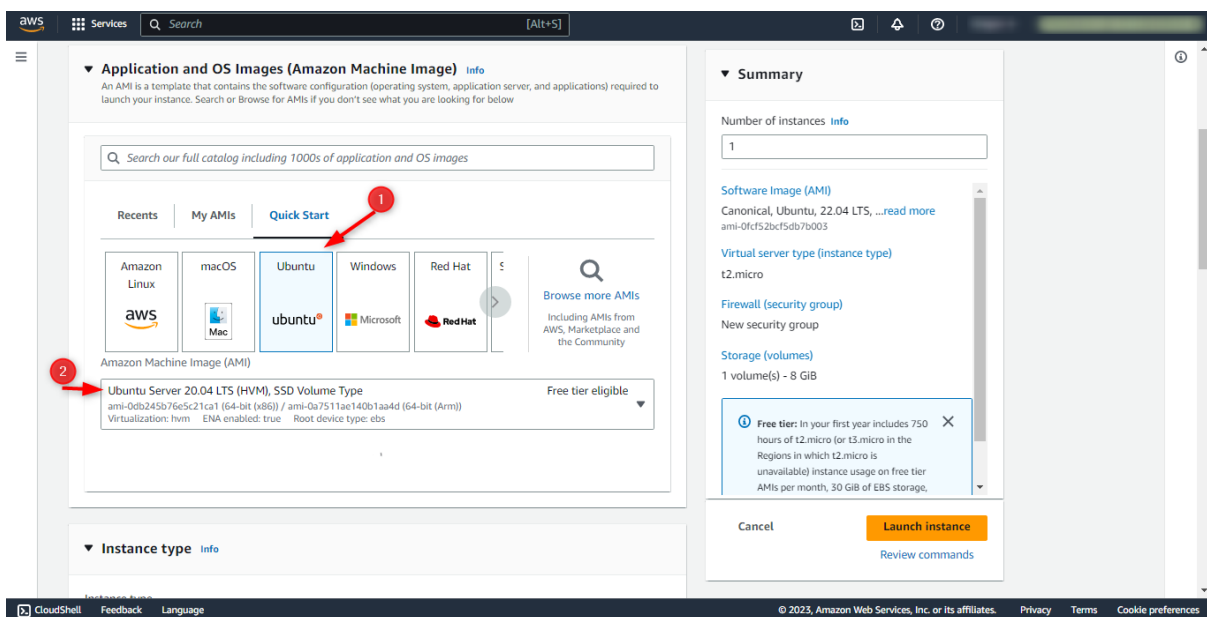 aws
Services
Search
[Alt+S]
Application and OS Images (Amazon Machine Image) Info
An AMI is a template that contains the software configuration (operating system, application server, and applications) required to
launch your instance. Search or Browse for AMIs if you don't see what you are looking for below
Search our full catalog including 1000s of application and OS images
1
Recents
My AMIs
Quick Start
Amazon
Linux
aws
macOS
Mac
Ubuntu
ubuntu®
Windows
Microsoft
Red Hat
Red Hat
S
Browse more AMIs
Including AMIs from
AWS, Marketplace and
the Community
Amazon Machine Image (AMI)
2
Ubuntu Server 20.04 LTS (HVM), SSD Volume Type
Free tier eligible
ami-0db245b76e5c21ca1 (64-bit (x86)) / ami-0a7511ae140b1aa4d (64-bit (Arm))
Virtualization: hvm ENA enabled: true Root device type: ebs
Instance type Info
Instance type
Summary
Number of instances Info
1
Software Image (AMI)
Canonical, Ubuntu, 22.04 LTS, ...read more
ami-0fcf52bcf5db7b003
Virtual server type (instance type)
t2.micro
Firewall (security group)
New security group
Storage (volumes)
1 volume(s) - 8 GiB
Free tier: In your first year includes 750
hours of t2.micro (or t3.micro in the
Regions in which t2.micro is
unavailable) instance usage on free tier
AMIs per month, 30 GiB of EBS storage,
Cancel
Launch instance
Review commands
CloudShell
Feedback
Language
© 2023, Amazon Web Services, Inc. or its affiliates.
Privacy
Terms
Cookie preferences